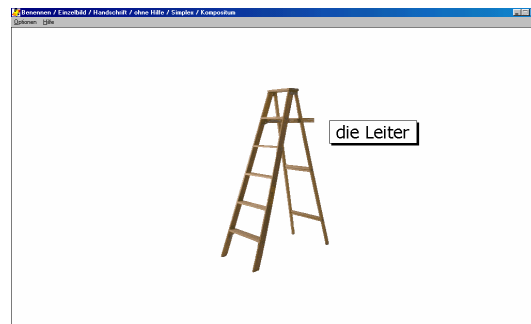 Benennen / Einzelbild / Handschrift / ohne Hilfe / Simplex / Kompositum
Optionen Hilfe
die Leiter